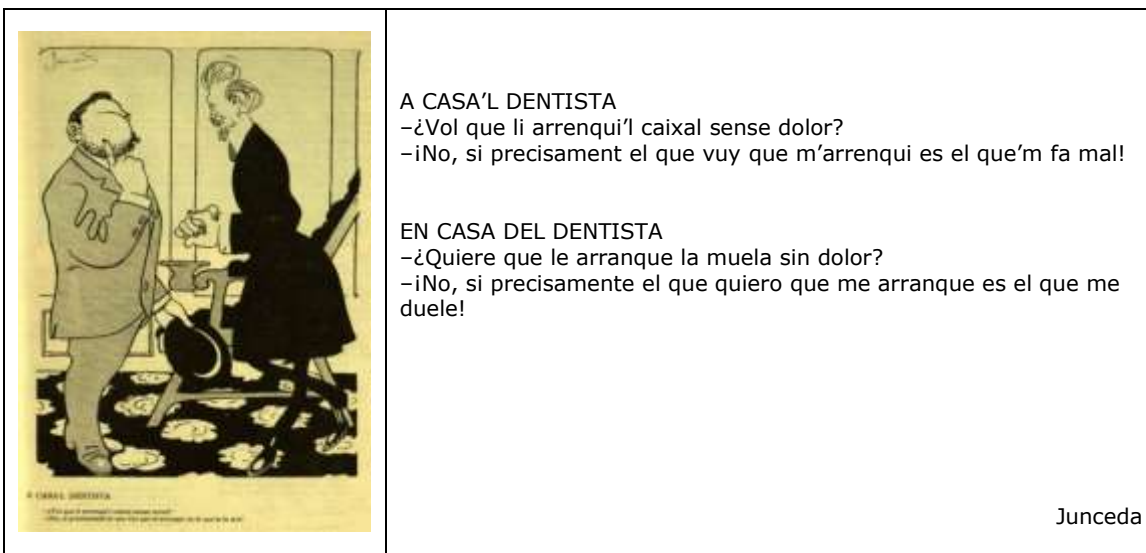 A CASA’L DENTISTA
–¿Vol que li arrenqui’l caixal sense dolor?
–¡No, si precisament el que vuy que m’arrenqui es el que’m fa mal!
EN CASA DEL DENTISTA
–¿Quiere que le arranque la muela sin dolor?
–¡No, si precisamente el que quiero que me arranque es el que me
duele!
Junceda
A CASA'L DENTISTA